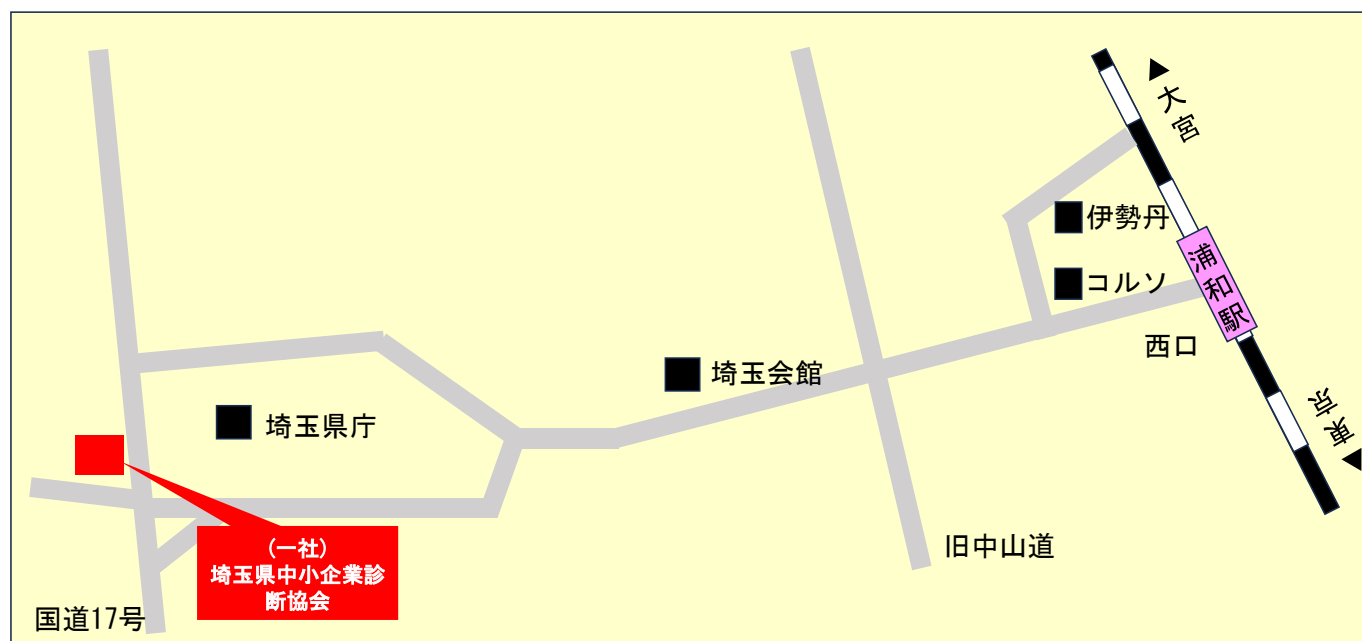 ▲大宮
伊勢丹
コルソ
浦和駅
西口
埼玉会館
埼玉県庁
東京▲
(一社)
埼玉県中小企業診
断協会
旧中山道
国道17号